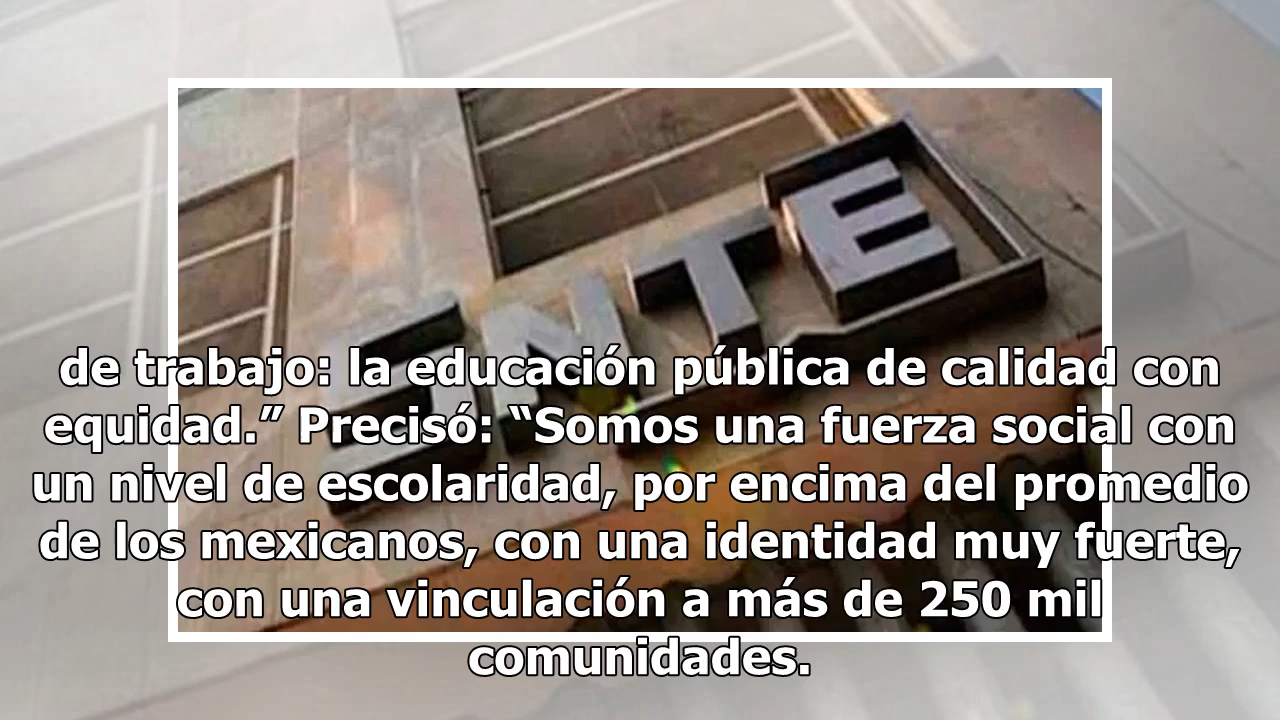 SNTE
de trabajo: la educación pública de calidad con
equidad.” Precisó: “Somos una fuerza social con
un nivel de escolaridad, por encima del promedio
de los mexicanos, con una identidad muy fuerte,
con una vinculación a más de 250 mil
comunidades.